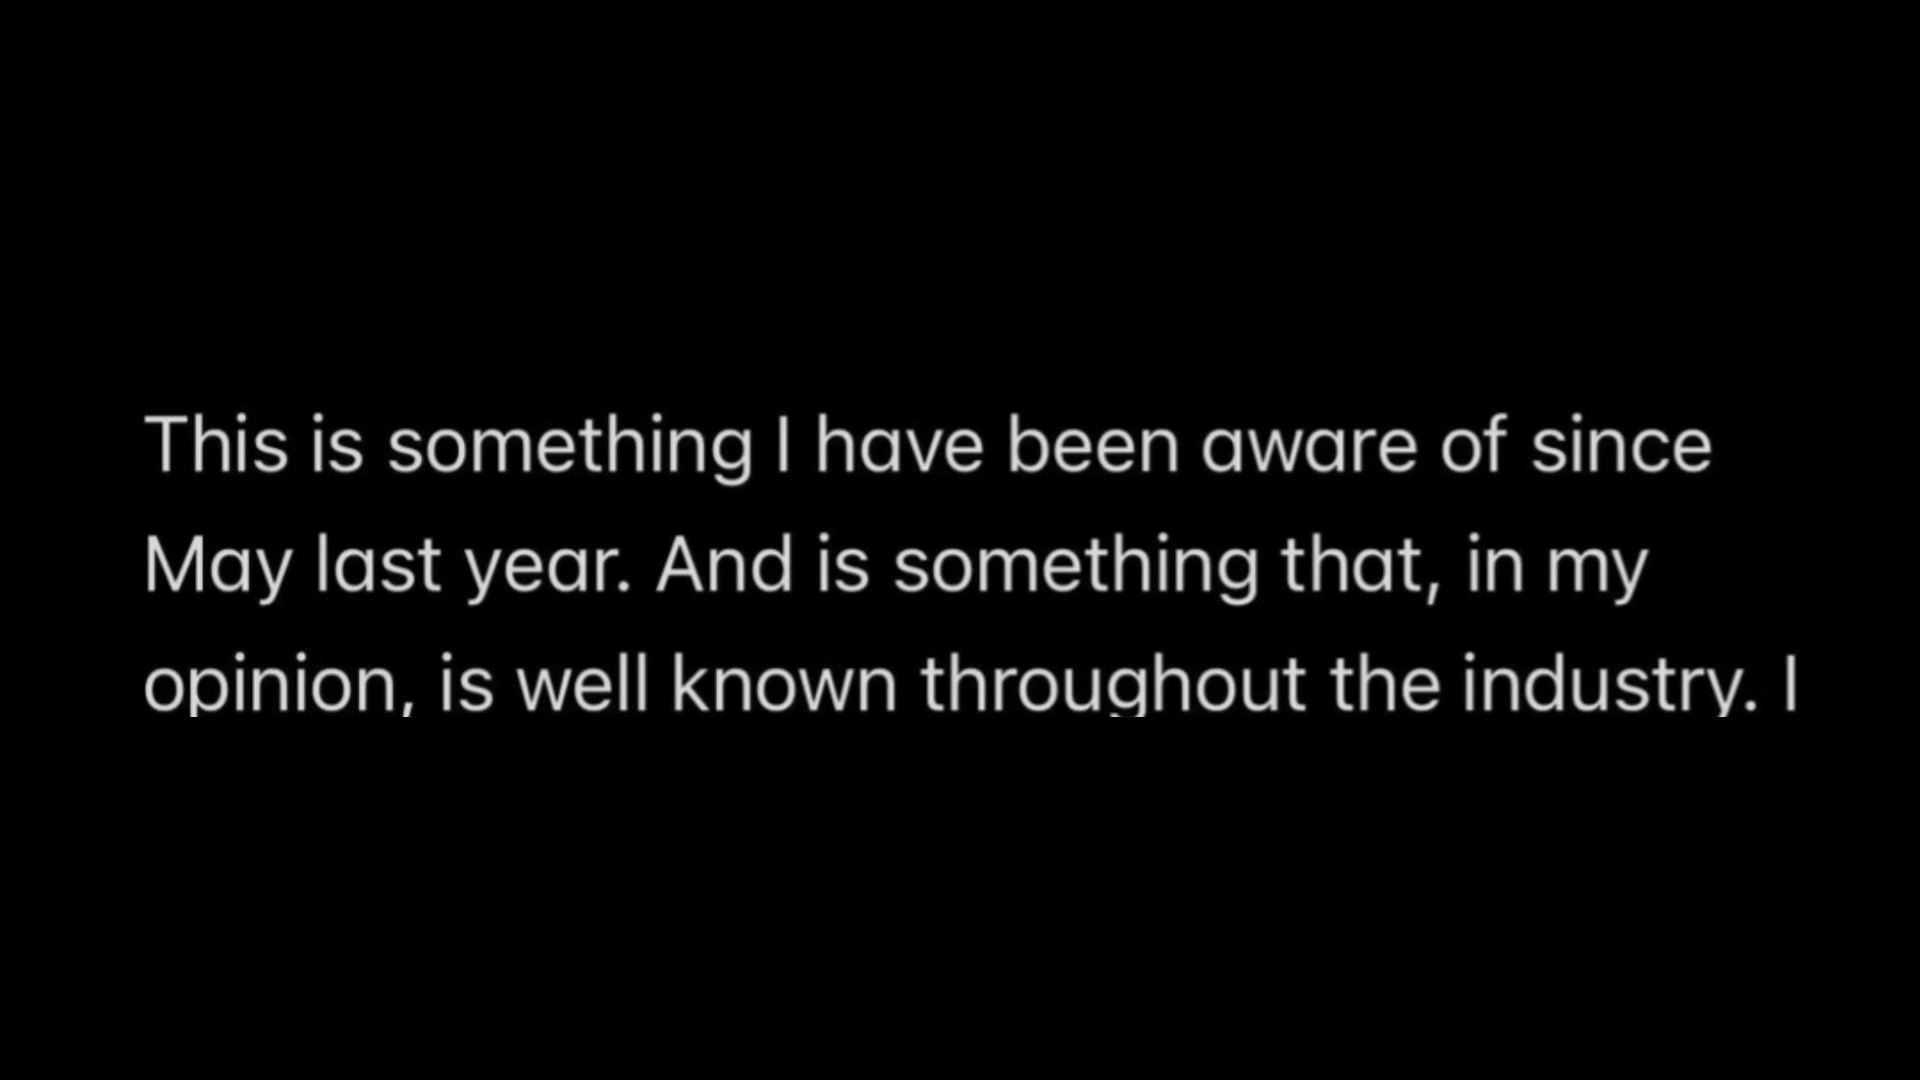 This is something I have been aware of since
May last year. And is something that, in my
opinion, is well known throughout the industry. I